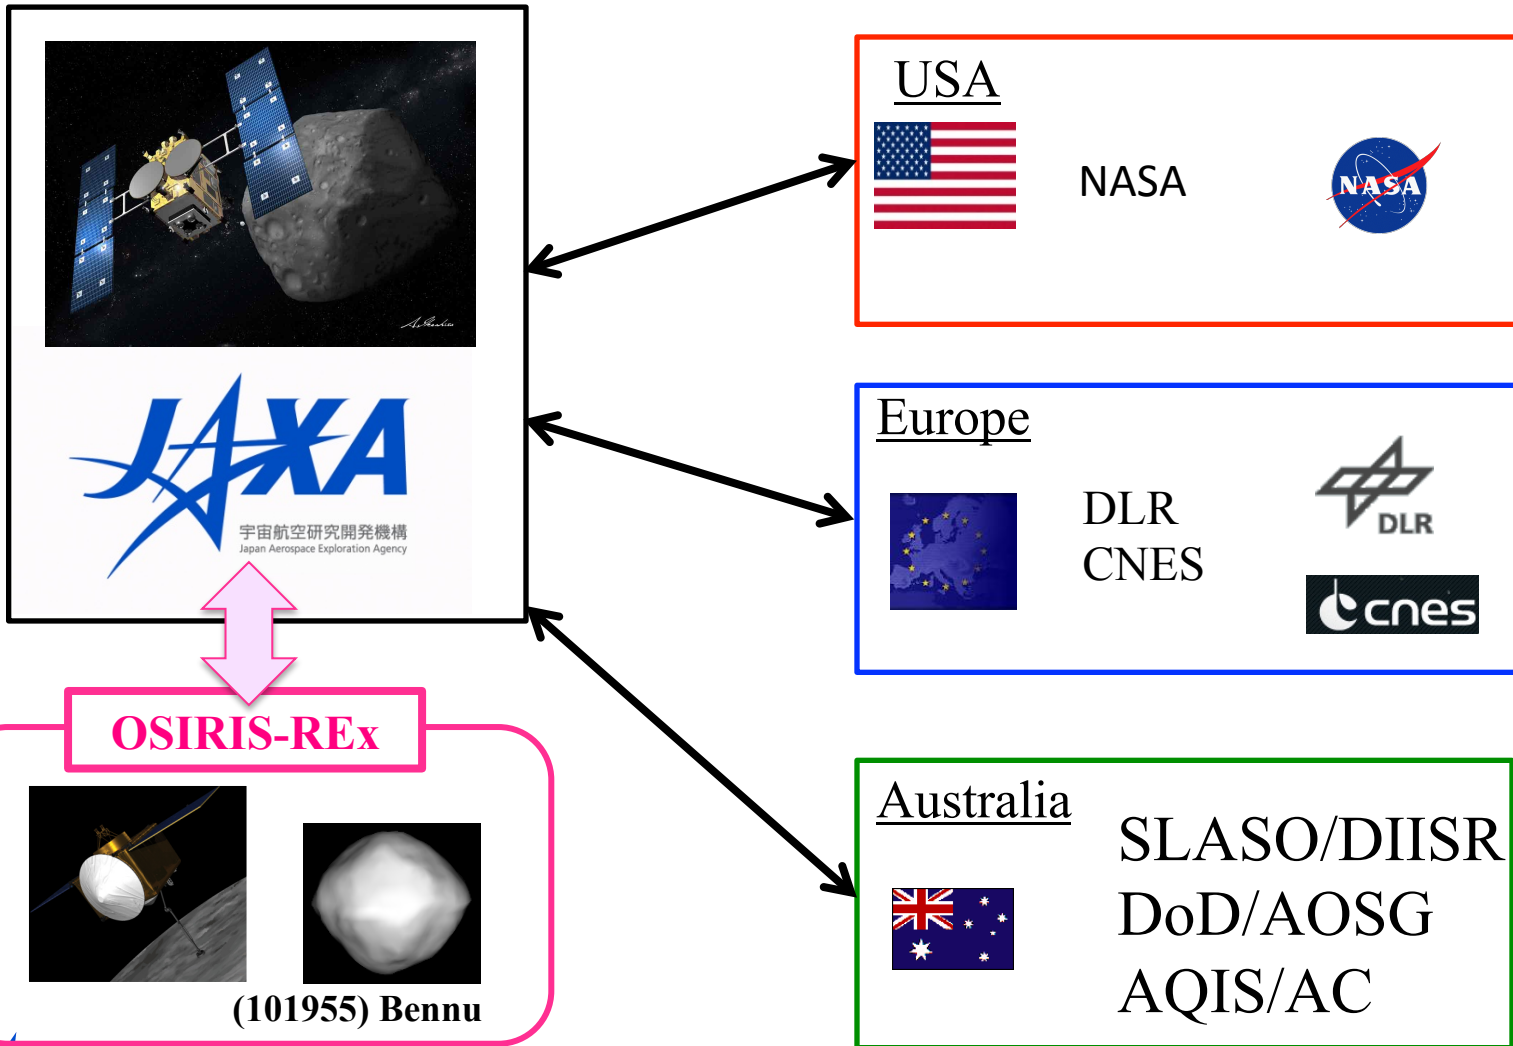 JAXA
宇宙航空研究開発機構
Japan Aerospace Exploration Agency
OSIRIS-REx
(101955) Bennu
USA
NASA
NASA
Europe
DLR
CNES
DLR
cnes
Australia
SLASO/DIISR
DoD/AOSG
AQIS/AC